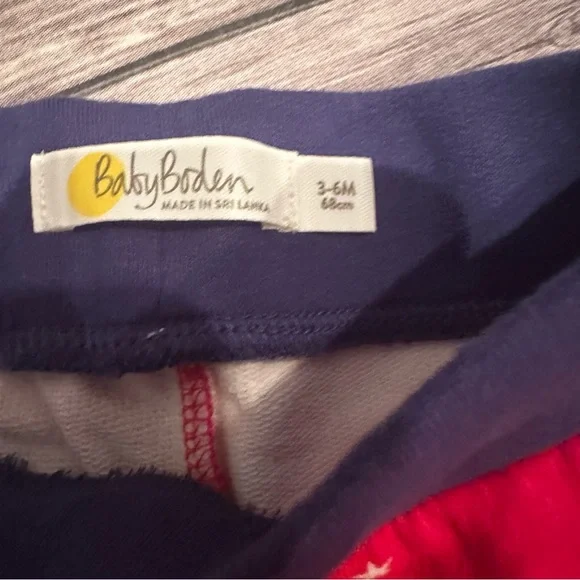 BabyBoden
MADE IN SRI LANKA
3-6M
68cm